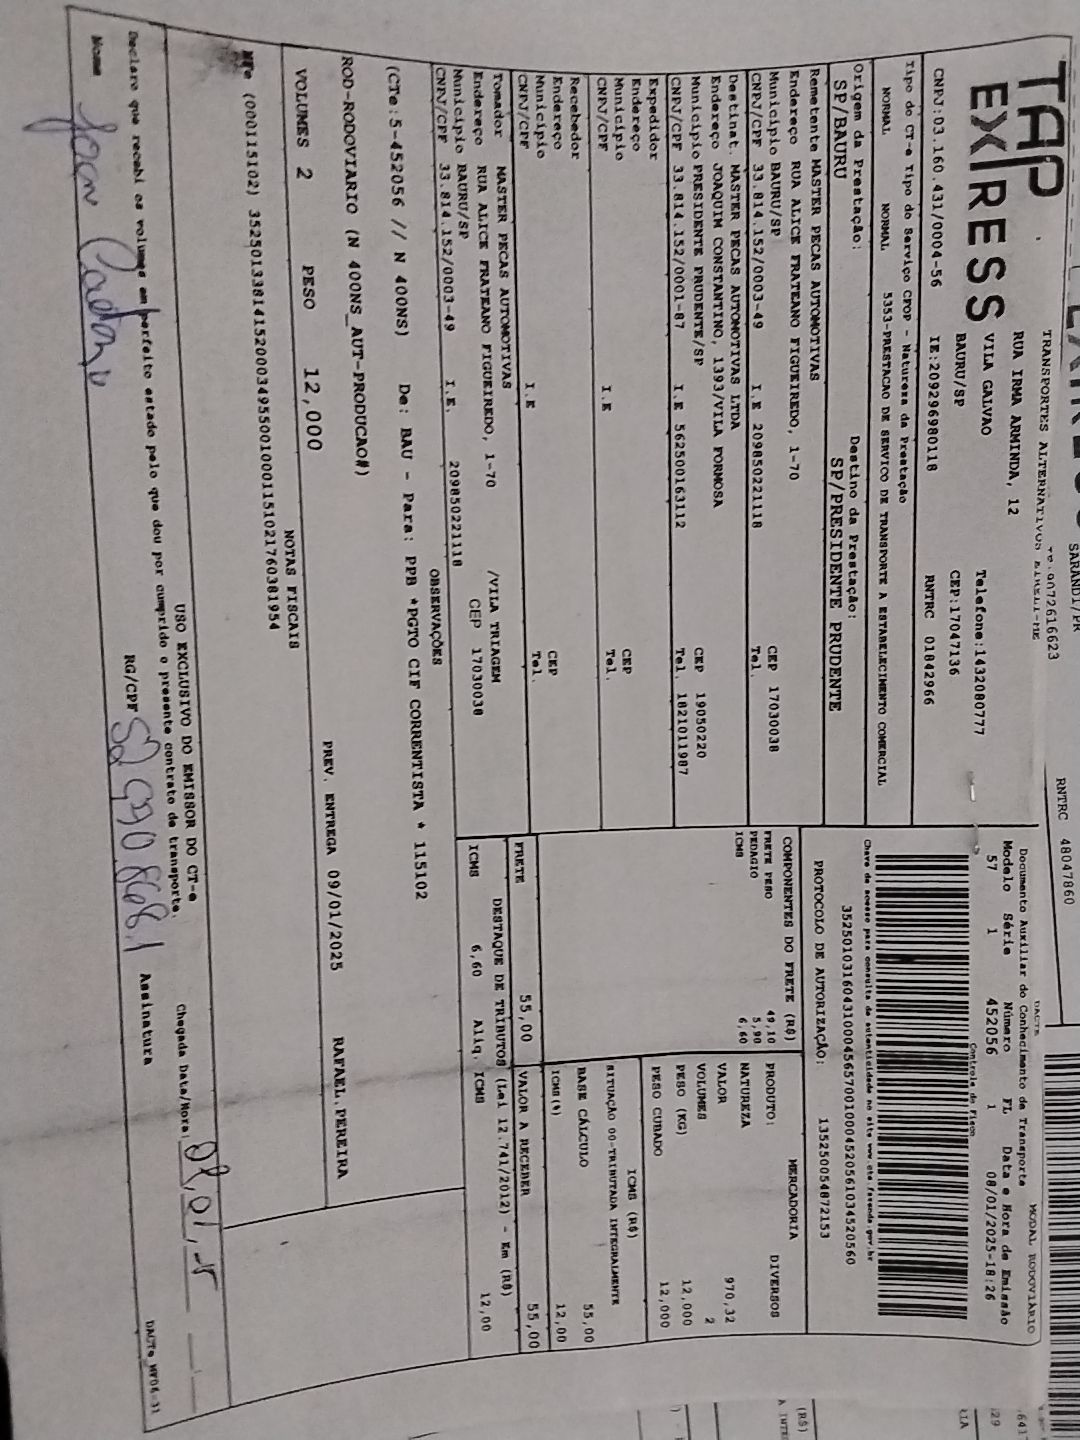 SARANDI/PR
RNTRC 48047860
TAP
EXPRESS
TRANSPORTES ALTERNATIVOS EIRELI-ME
RUA IRMA ARMINDA, 12
VILA GALVAO
BAURU/SP
Telefone:1432080777
CEP:17047136
CNPJ:03.160.431/0004-56 IE:209296980118 RNTRC 01842966
Tipo do CT-e Tipo do Serviço CFOP - Natureza da Prestação
NORMAL NORMAL 5353-PRESTACAO DE SERVICO DE TRANSPORTE A ESTABELECIMENTO COMERCIAL
Origem da Prestação: Destino da Prestação:
SP/BAURU SP/PRESIDENTE PRUDENTE
Remetente MASTER PECAS AUTOMOTIVAS
Endereço RUA ALICE FRATEANO FIGUEIREDO, 1-70
Município BAURU/SP CEP 17030038
CNPJ/CPF 33.814.152/0003-49 I.E 209850221118 Tel.
Destinat. MASTER PECAS AUTOMOTIVAS LTDA
Endereço JOAQUIM CONSTANTINO, 1393/VILA FORMOSA
Município PRESIDENTE PRUDENTE/SP CEP 19050220
CNPJ/CPF 33.814.152/0001-87 I.E 562500163112 Tel. 1821011987
Expedidor
Endereço
Município CEP
CNPJ/CPF I.E Tel.
Recebedor
Endereço
Município CEP
CNPJ/CPF I.E Tel.
Tomador MASTER PECAS AUTOMOTIVAS
Endereço RUA ALICE FRATEANO FIGUEIREDO, 1-70 /VILA TRIAGEM
Município BAURU/SP CEP 17030038
CNPJ/CPF 33.814.152/0003-49 I.E. 209850221118
Documento Auxiliar do Conhecimento de Transporte MODAL RODOVIÁRIO
Modelo Série Número FL Data e Hora de Emissão
57 1 452056 1 08/01/2025-18:26
Controle do Fisco
Chave de acesso para consulta de autenticidade no site www.cte.fazenda.gov.br
35250103160431000456570010004520561034520560
PROTOCOLO DE AUTORIZAÇÃO: 135250054872153
COMPONENTES DO FRETE (R$)
FRETE PESO 49,10
PEDAGIO 5,90
ICMS 6,60
MERCADORIA
PRODUTO: DIVERSOS
NATUREZA
VALOR 970,32
VOLUMES 2
PESO (KG) 12,000
PESO CUBADO 12,000
ICMS (R$)
SITUAÇÃO 00-TRIBUTADA INTEGRALMENTE
BASE CÁLCULO 55,00
ICMS(%) 12,00
FRETE 55,00 VALOR A RECEBER 55,00
DESTAQUE DE TRIBUTOS (Lei 12.741/2012) - Em (R$)
ICMS 6,60 Aliq. ICMS 12,00
OBSERVAÇÕES
(CTe:5-452056 // N 400NS) De: BAU - Para: PPB *PGTO CIF CORRENTISTA * 115102
ROD-RODOVIARIO (N 400NS_AUT-PRODUCAO#)
VOLUMES 2 PESO 12,000 PREV. ENTREGA 09/01/2025 RAFAEL.PEREIRA
NOTAS FISCAIS
NFe (000115102) 35250133814152000349550010001151021760381954
USO EXCLUSIVO DO EMISSOR DO CT-e
Declaro que recebi os volumes em perfeito estado pelo que dou por cumprido o presente contrato de transporte. Chegada Data/Hora:
Nome RG/CPF Assinatura
DACTe